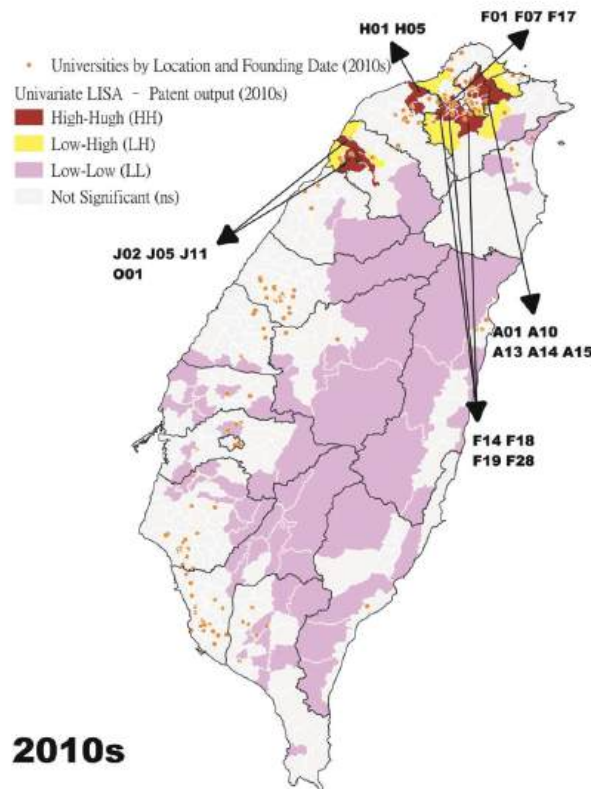 F01 F07 F17
H01 H05
Universities by Location and Founding Date (2010s)
Univariate LISA - Patent output (2010s)
High-Hugh (HH)
Low-High (LH)
Low-Low (LL)
Not Significant (ns)
J02 J05 J11
O01
A01 A10
A13 A14 A15
F14 F18
F19 F28
2010s